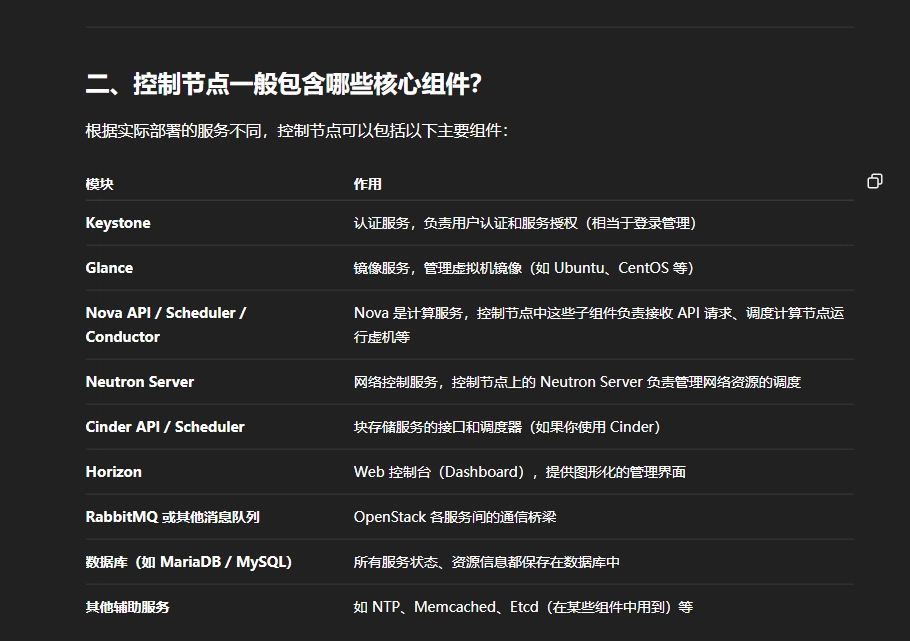 二、控制节点一般包含哪些核心组件？
根据实际部署的服务不同，控制节点可以包括以下主要组件：
模块 作用
Keystone 认证服务，负责用户认证和服务授权（相当于登录管理）
Glance 镜像服务，管理虚拟机镜像（如 Ubuntu、CentOS 等）
Nova API / Scheduler / Nova 是计算服务，控制节点中这些子组件负责接收 API 请求、调度计算节点运
Conductor 行虚机等
Neutron Server 网络控制服务，控制节点上的 Neutron Server 负责管理网络资源的调度
Cinder API / Scheduler 块存储服务的接口和调度器（如果你使用 Cinder）
Horizon Web 控制台（Dashboard），提供图形化的管理界面
RabbitMQ 或其他消息队列 OpenStack 各服务间的通信桥梁
数据库（如 MariaDB / MySQL） 所有服务状态、资源信息都保存在数据库中
其他辅助服务 如 NTP、Memcached、Etcd（在某些组件中用到）等